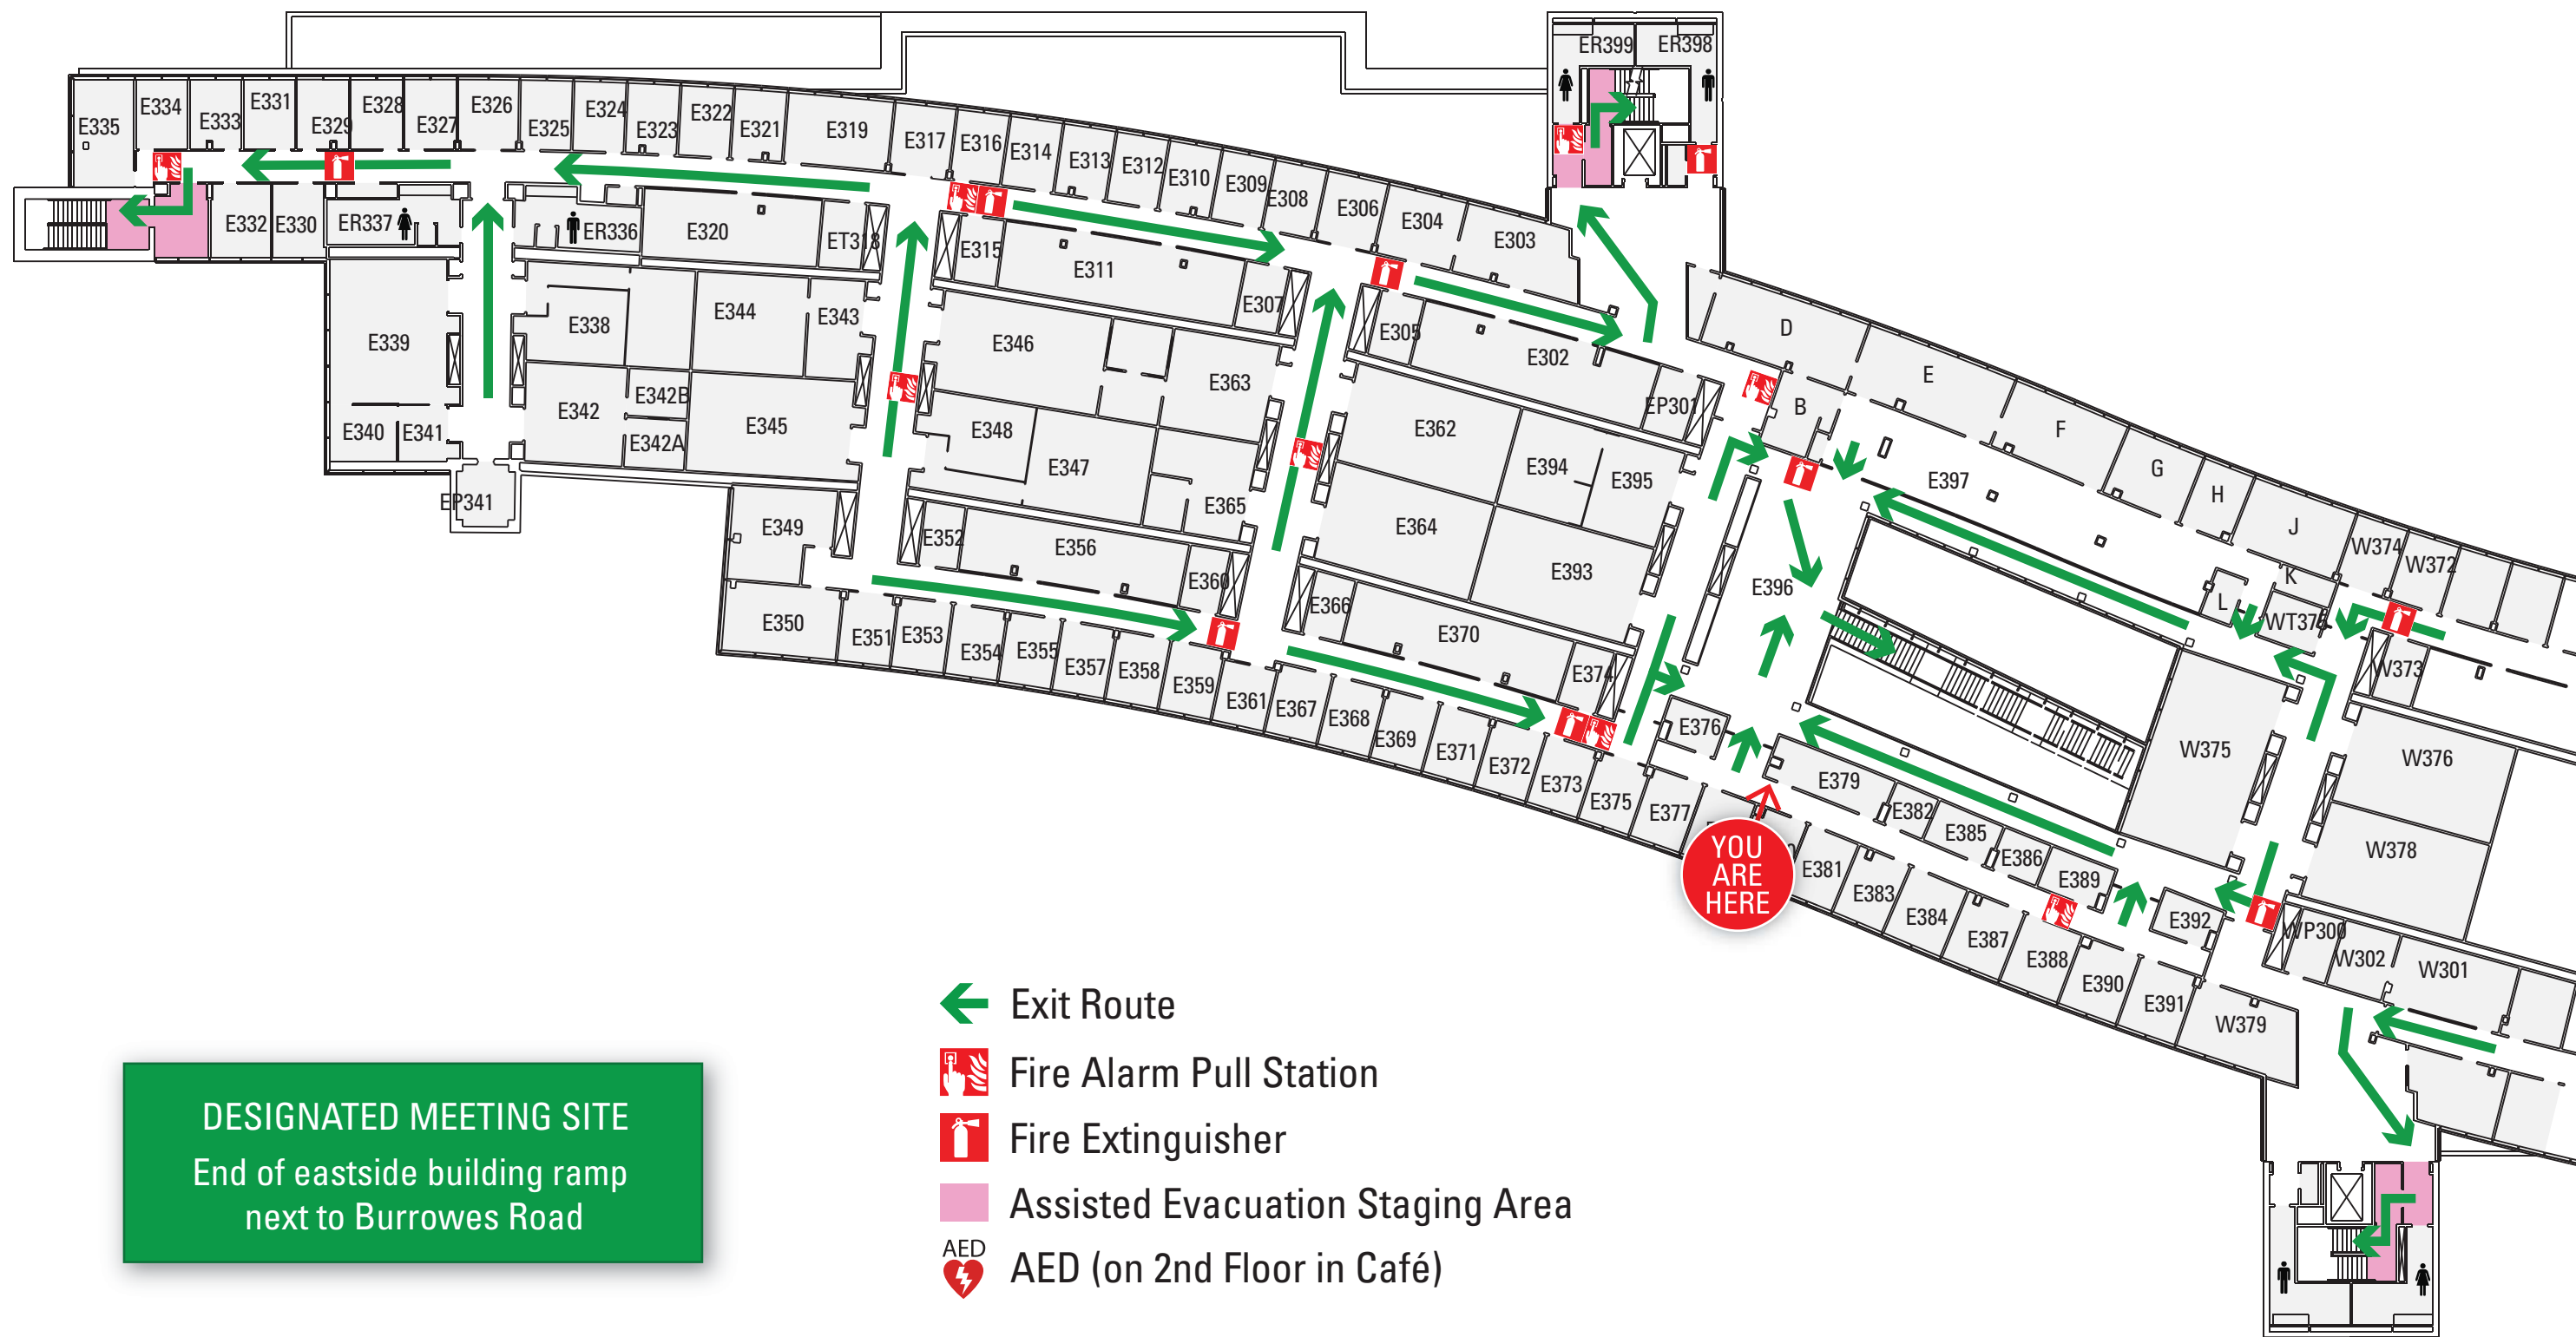 ER399
ER398
E335
E334
E333
E331
E329
E328
E327
E326
E325
E324
E323
E322
E321
E319
E317
E316
E314
E313
E312
E310
E309
E308
E306
E304
E303
E332
E330
ER337
ER336
E320
ET318
E315
E311
E307
E305
E302
EP301
E339
E340
E341
EP341
E338
E344
E343
E342
E342B
E342A
E345
E346
E363
E348
E347
E365
E362
E364
E394
E395
E393
E349
E350
E352
E356
E360
E351
E353
E354
E355
E357
E358
E359
E361
E366
E370
E374
E367
E368
E369
E371
E372
E373
E375
E377
E376
E396
E397
D
B
E
F
G
H
J
K
L
W374
W372
W373
W375
W376
W378
E379
E382
E385
E386
E389
E392
E381
E383
E384
E387
E388
E390
E391
W379
WP300
W302
W301
YOU
ARE
HERE
Exit Route
Fire Alarm Pull Station
Fire Extinguisher
Assisted Evacuation Staging Area
AED
AED (on 2nd Floor in Café)
DESIGNATED MEETING SITE
End of eastside building ramp
next to Burrowes Road